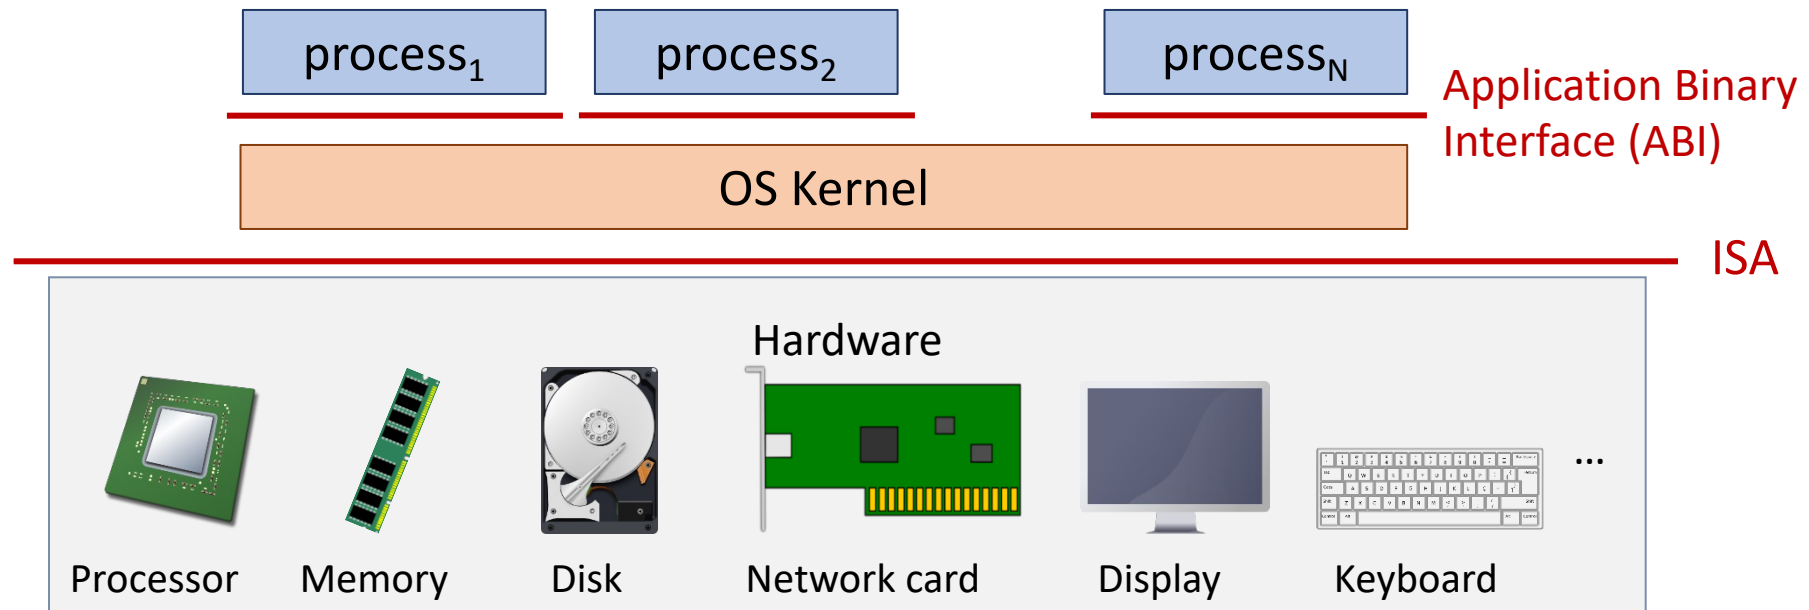 process₁
process₂
processN
Application Binary
Interface (ABI)
OS Kernel
ISA
Hardware
...
Processor
Memory
Disk
Network card
Display
Keyboard